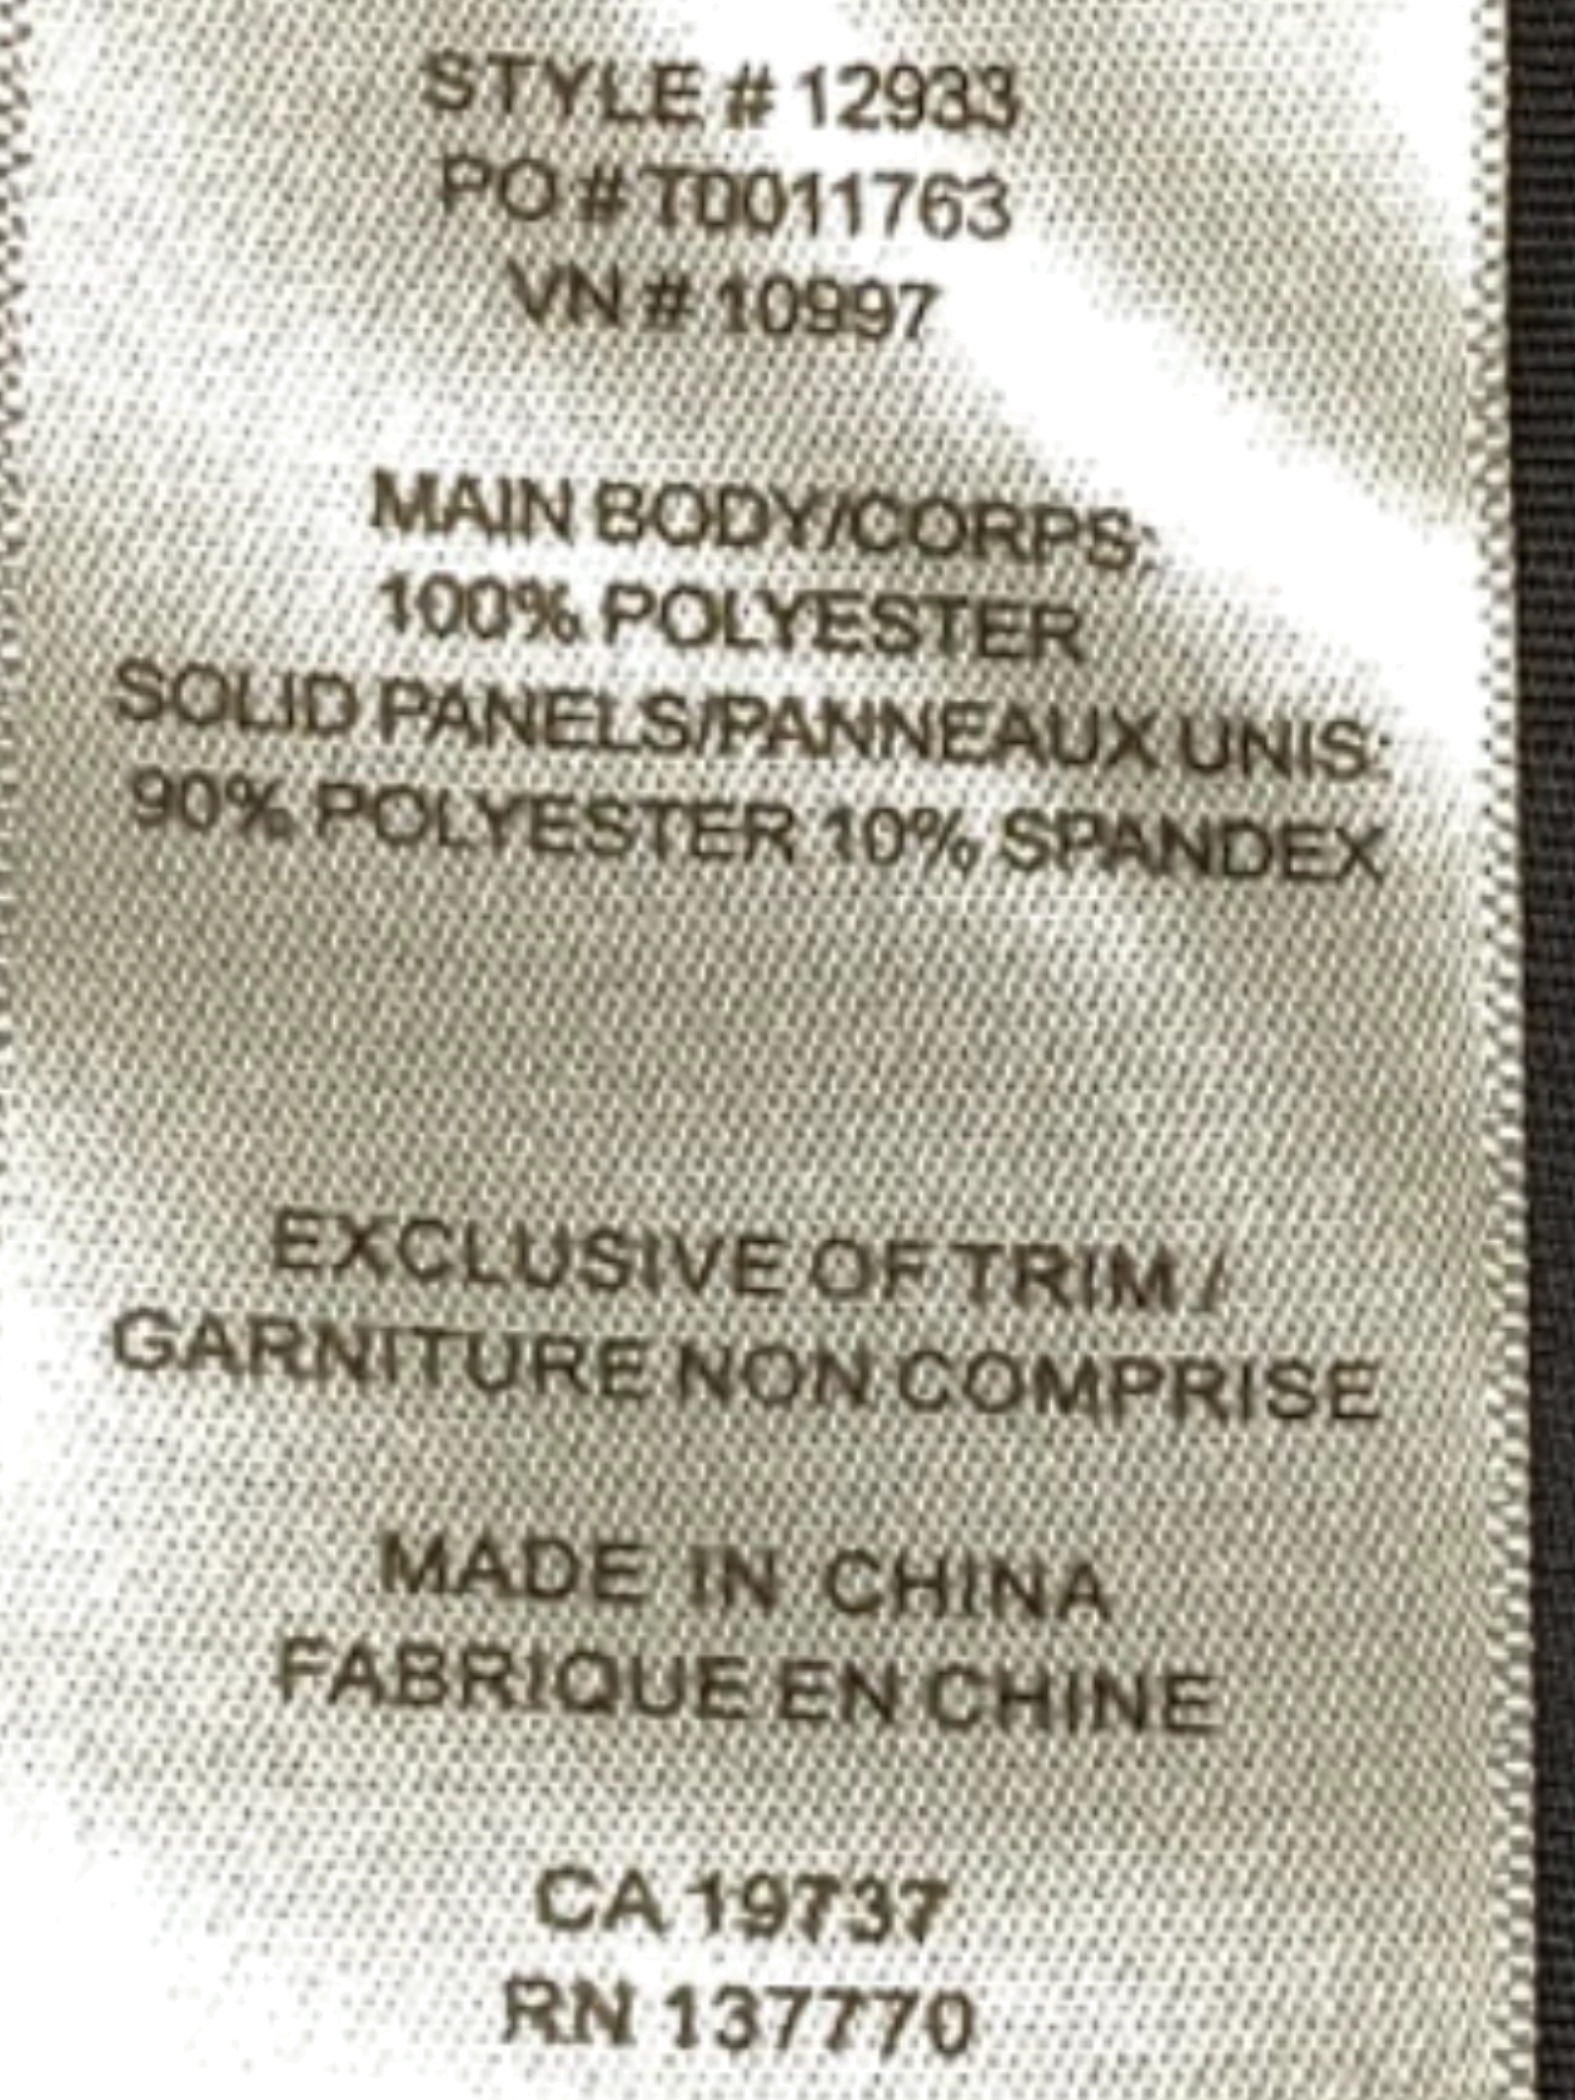 STYLE # 12933
PO # T0011763
VN # 10997
MAIN BODY/CORPS:
100% POLYESTER
SOLID PANELS/PANNEAUX UNIS:
90% POLYESTER 10% SPANDEX
EXCLUSIVE OF TRIM /
GARNITURE NON COMPRISE
MADE IN CHINA
FABRIQUE EN CHINE
CA 19737
RN 137770